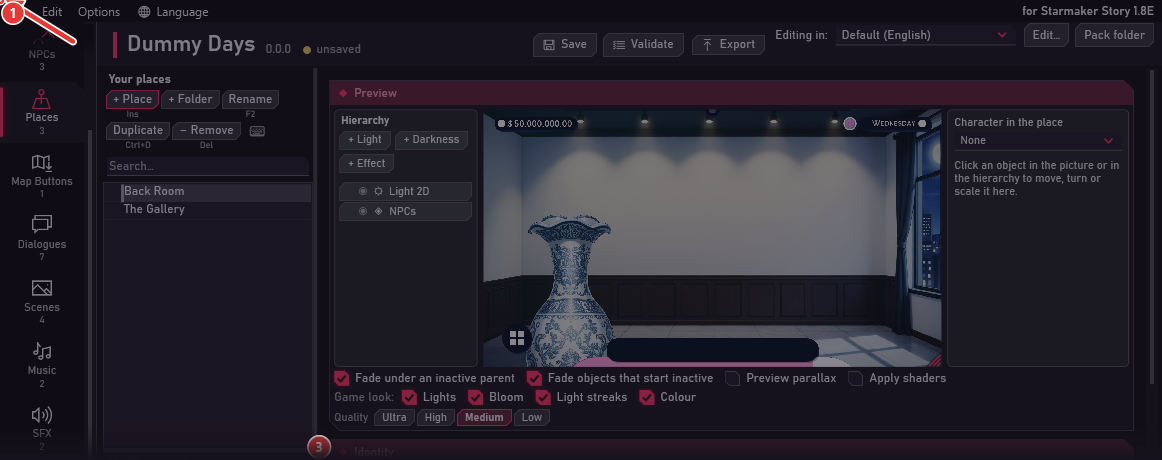 1
Edit
Options
Language
for Starmaker Story 1.8E
NPCs
3
Places
3
Map Buttons
1
Dialogues
7
Scenes
4
Music
2
SFX
2
Dummy Days
0.0.0
unsaved
Save
Validate
Export
Editing in:
Default (English)
Edit...
Pack folder
Your places
+ Place
+ Folder
Rename
Ins
F2
Duplicate
− Remove
Ctrl+D
Del
Search...
Back Room
The Gallery
Preview
Hierarchy
+ Light
+ Darkness
+ Effect
Light 2D
NPCs
$ 50.000.000,00
WEDNESDAY
Character in the place
None
Click an object in the picture or in
the hierarchy to move, turn or
scale it here.
Fade under an inactive parent
Fade objects that start inactive
Preview parallax
Apply shaders
Game look:
Lights
Bloom
Light streaks
Colour
Quality
Ultra
High
Medium
Low
3
Identity